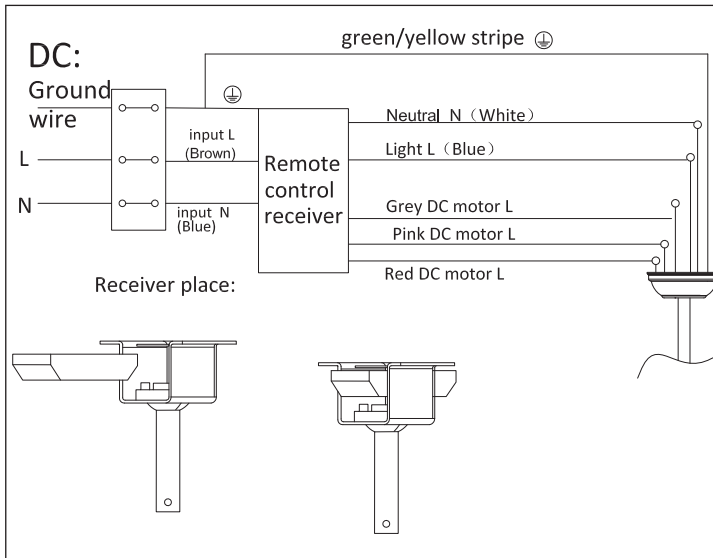 DC:
green/yellow stripe
Ground
wire
L
N
input L
(Brown)
input N
(Blue)
Remote
control
receiver
Neutral N（White）
Light L（Blue）
Grey DC motor L
Pink DC motor L
Red DC motor L
Receiver place: